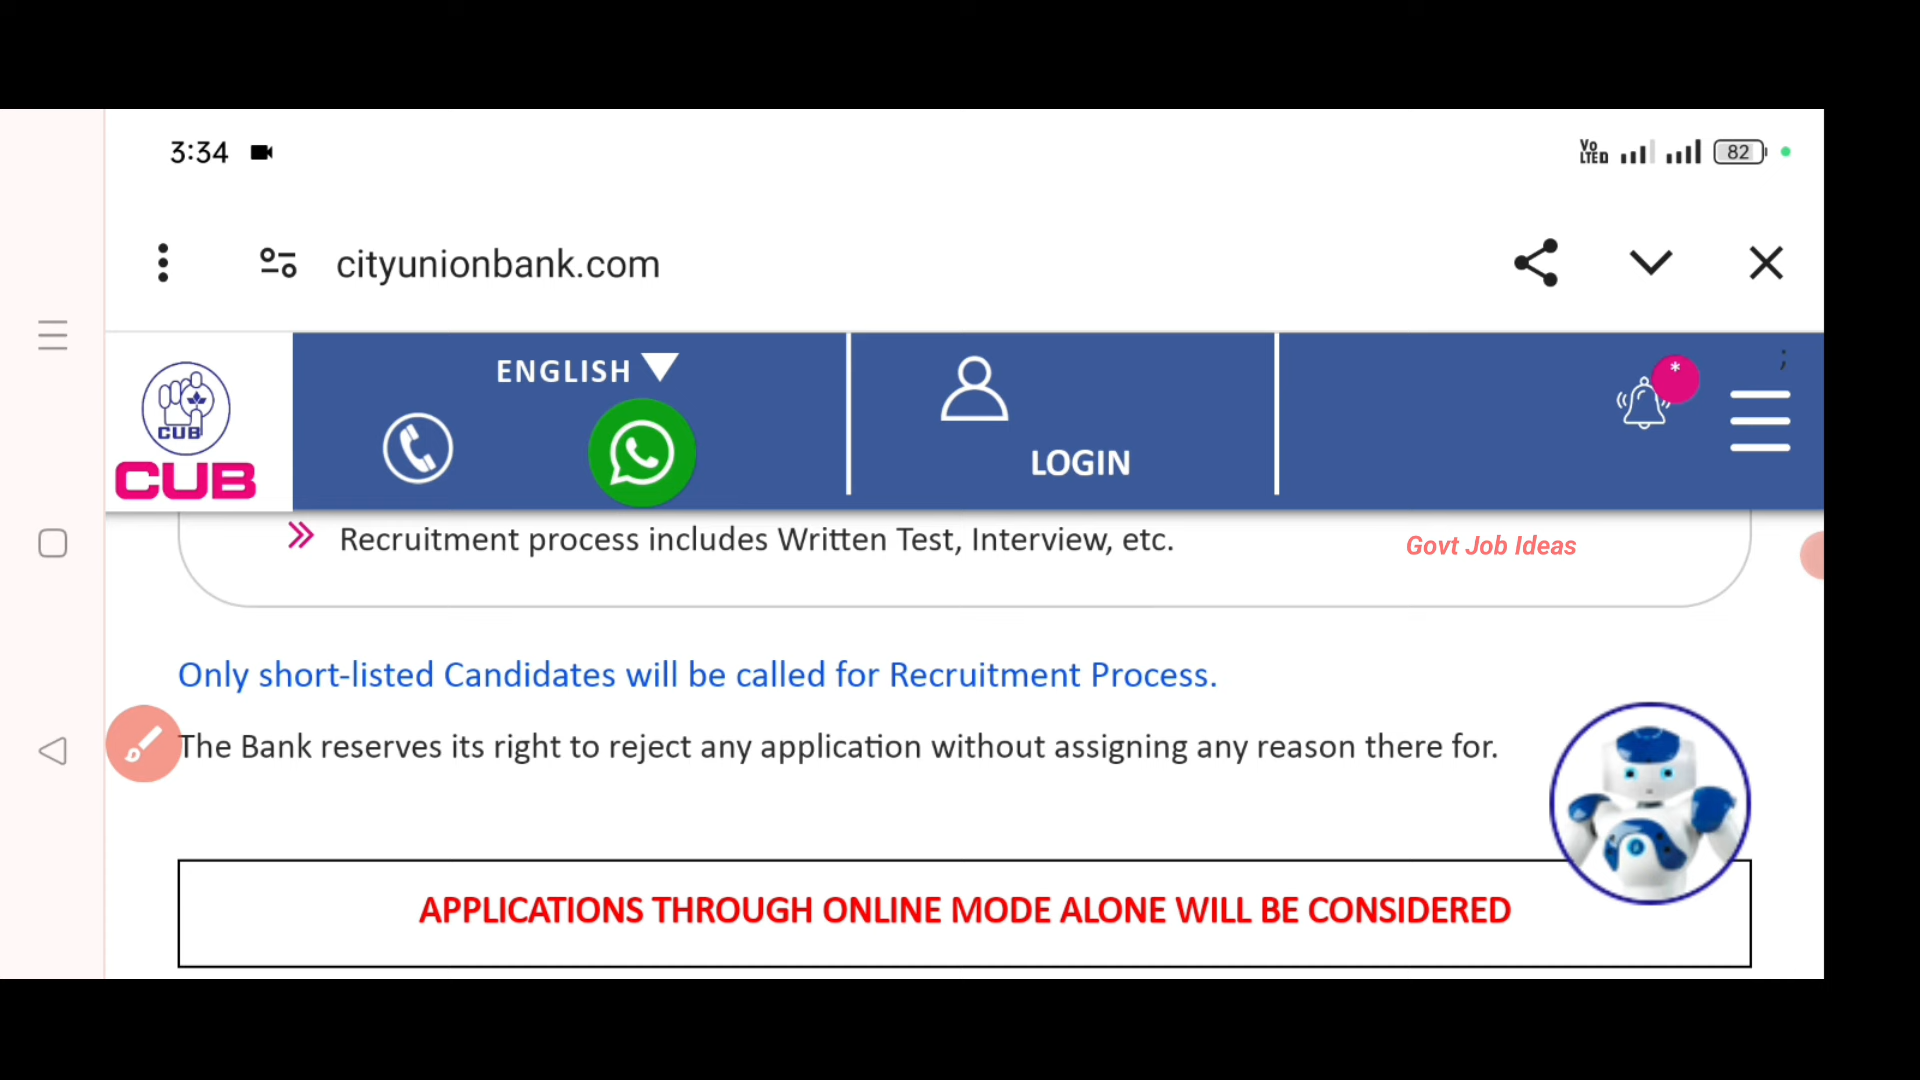 3:34
Vo
LTE D
82
cityunionbank.com
ENGLISH
CUB
CUB
LOGIN
*
;
Recruitment process includes Written Test, Interview, etc.
Govt Job Ideas
Only short-listed Candidates will be called for Recruitment Process.
The Bank reserves its right to reject any application without assigning any reason there for.
APPLICATIONS THROUGH ONLINE MODE ALONE WILL BE CONSIDERED